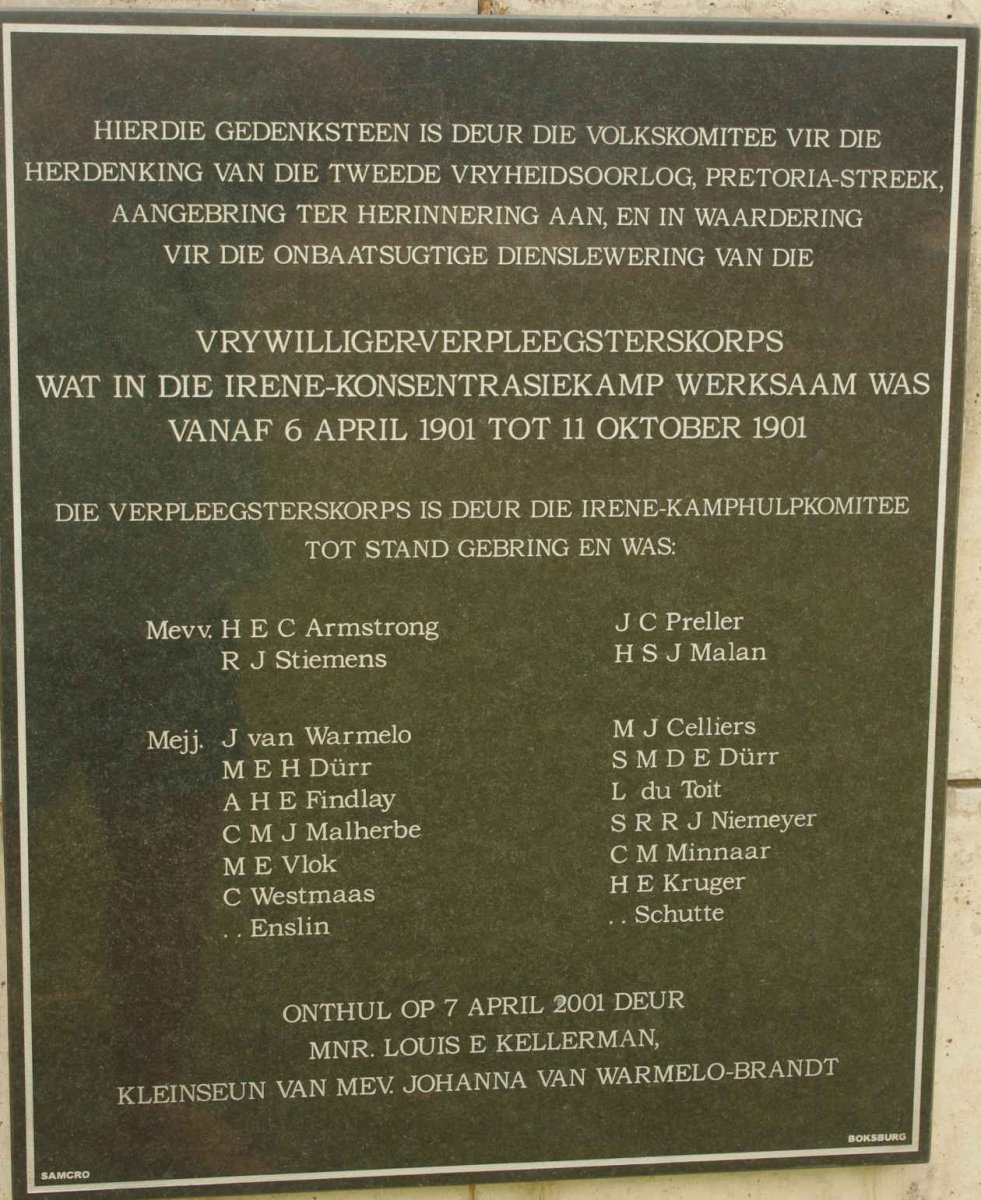 HIERDIE GEDENKSTEEN IS DEUR DIE VOLKSKOMITEE VIR DIE
HERDENKING VAN DIE TWEEDE VRYHEIDSOORLOG, PRETORIA-STREEK,
AANGEBRING TER HERINNERING AAN, EN IN WAARDERING
VIR DIE ONBAATSUGTIGE DIENSLEWERING VAN DIE
VRYWILLIGER-VERPLEEGSTERSKORPS
WAT IN DIE IRENE-KONSENTRASIEKAMP WERKSAAM WAS
VANAF 6 APRIL 1901 TOT 11 OKTOBER 1901
DIE VERPLEEGSTERSKORPS IS DEUR DIE IRENE-KAMPHULPKOMITEE
TOT STAND GEBRING EN WAS:
Mevv. H E C Armstrong J C Preller
R J Stiemens H S J Malan
Mejj. J van Warmelo M J Celliers
M E H Dürr S M D E Dürr
A H E Findlay L du Toit
C M J Malherbe S R R J Niemeyer
M E Vlok C M Minnaar
C Westmaas H E Kruger
. . Enslin . . Schutte
ONTHUL OP 7 APRIL 2001 DEUR
MNR. LOUIS E KELLERMAN,
KLEINSEUN VAN MEV. JOHANNA VAN WARMELO-BRANDT
SAMCRO BOKSBURG